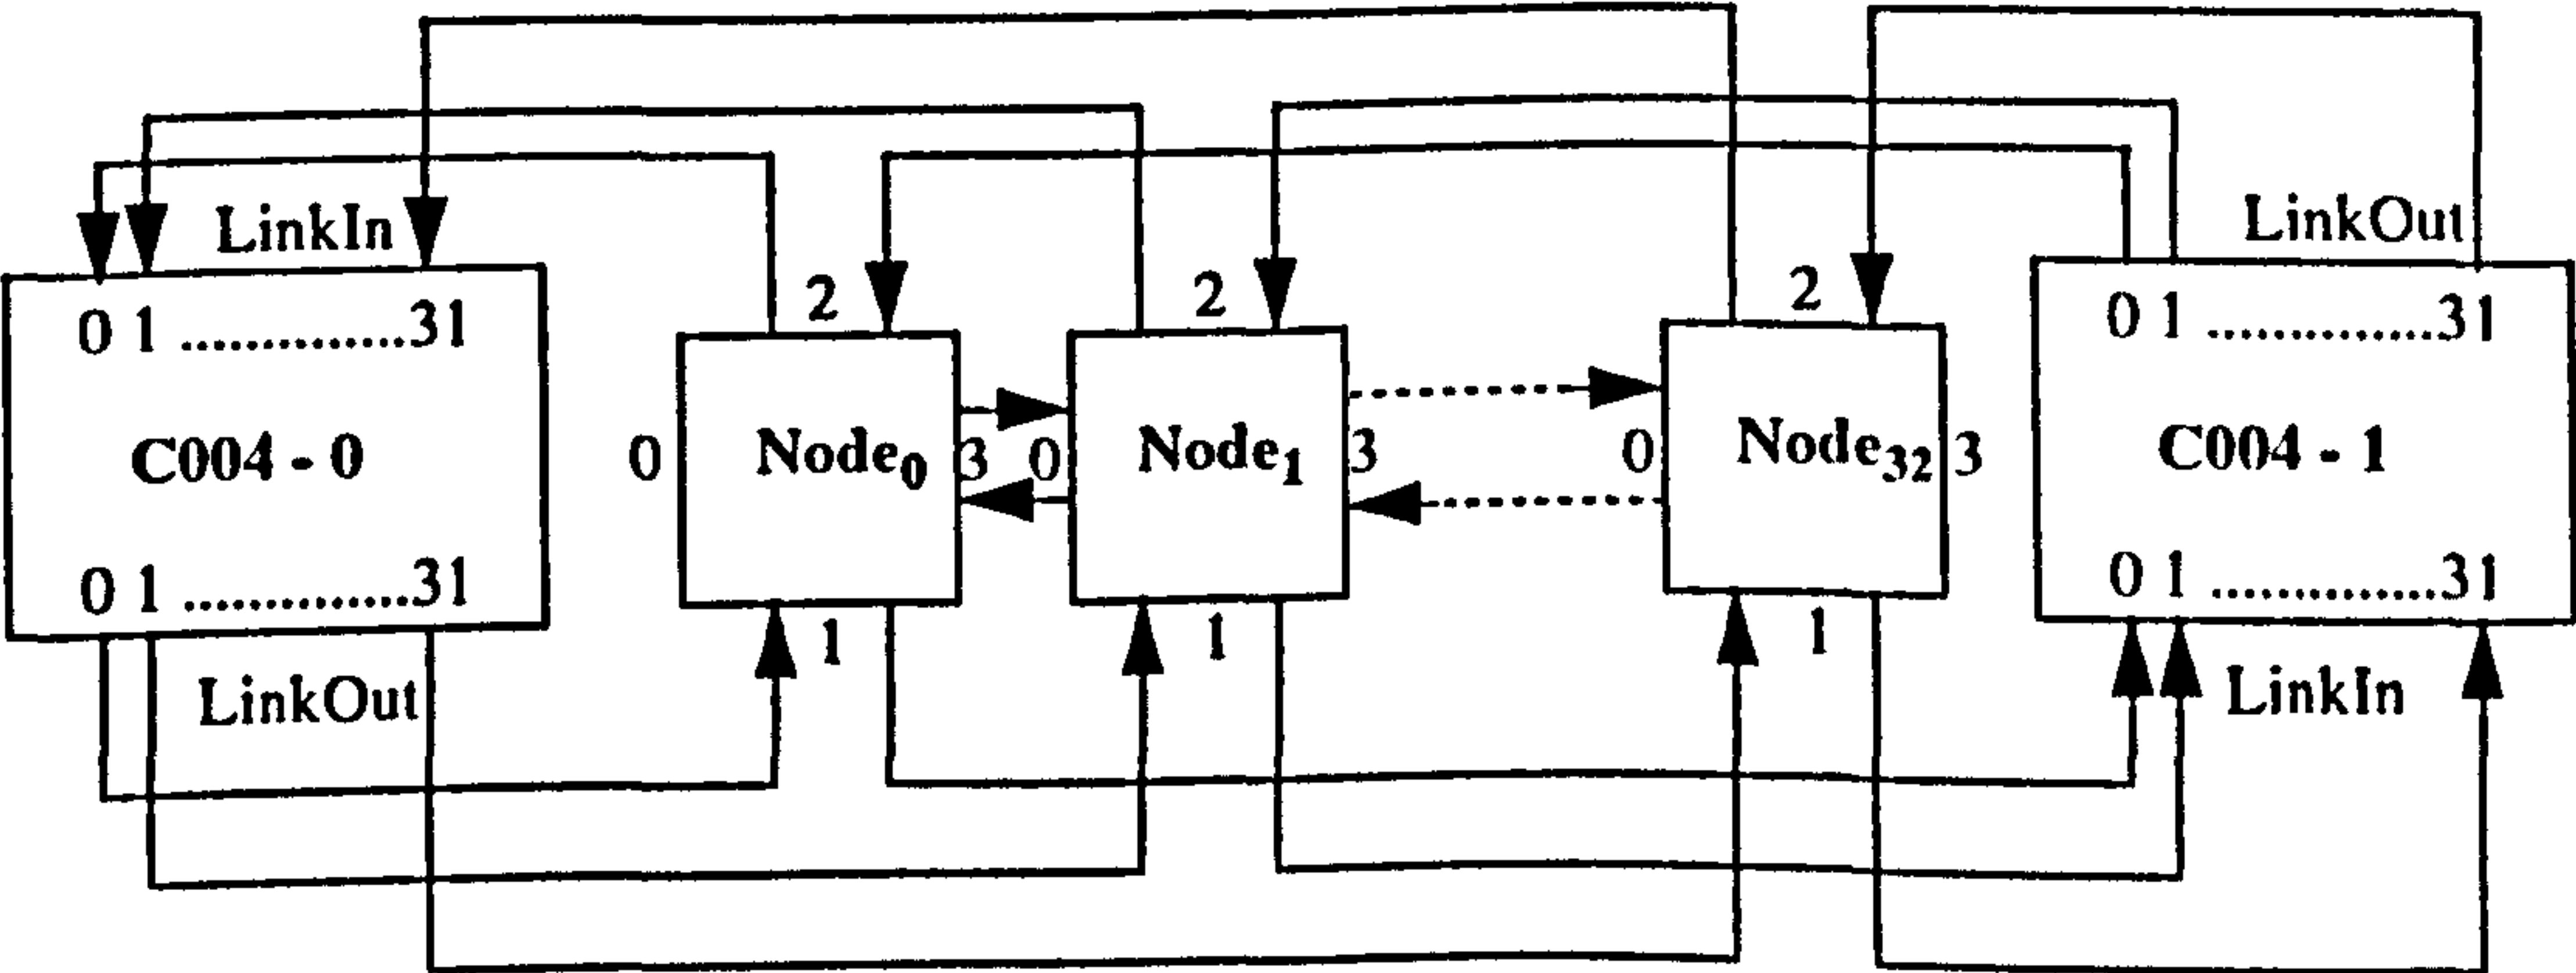 LinkIn
LinkOut
0 1 ..............31
2
2
2
0 1 ..............31
C004 - 0
0
Node0
3
0
Node1
3
0
Node32
3
C004 - 1
0 1 ..............31
1
1
1
0 1 ..............31
LinkOut
LinkIn